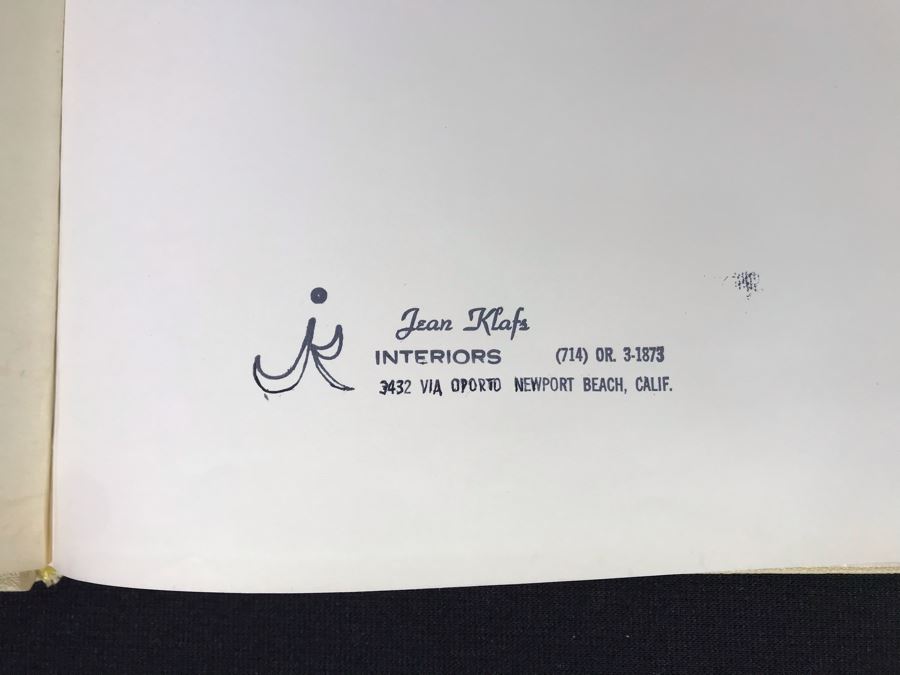 Jean Klafs
INTERIORS (714) OR. 3-1873
3432 VIA OPORTO NEWPORT BEACH, CALIF.